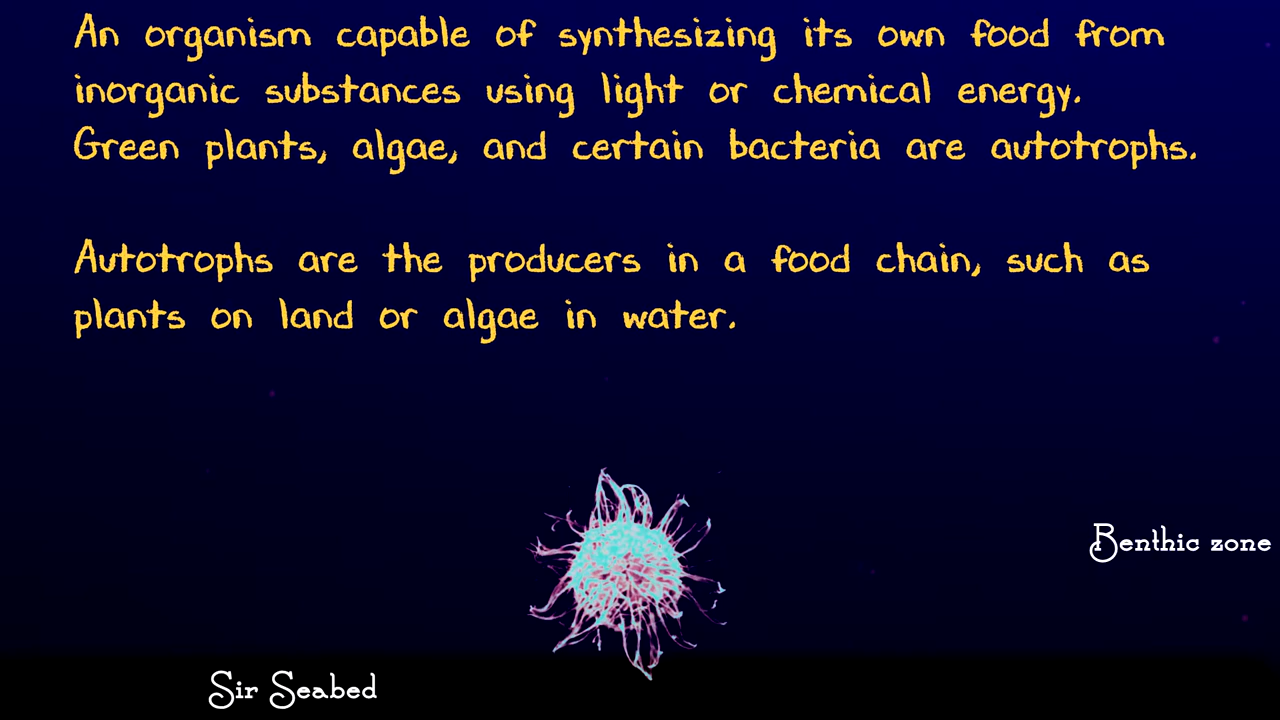 An organism capable of synthesizing its own food from
inorganic substances using light or chemical energy.
Green plants, algae, and certain bacteria are autotrophs.
Autotrophs are the producers in a food chain, such as
plants on land or algae in water.
Benthic zone
Sir Seabed